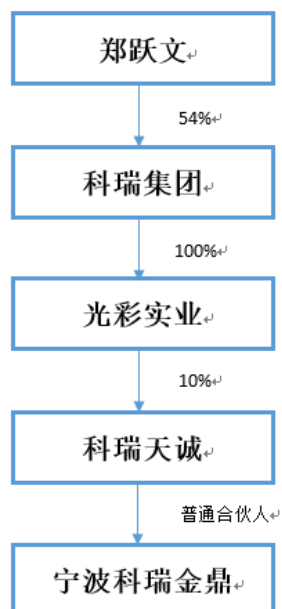 郑跃文
54%
科瑞集团
100%
光彩实业
10%
科瑞天诚
普通合伙人
宁波科瑞金鼎